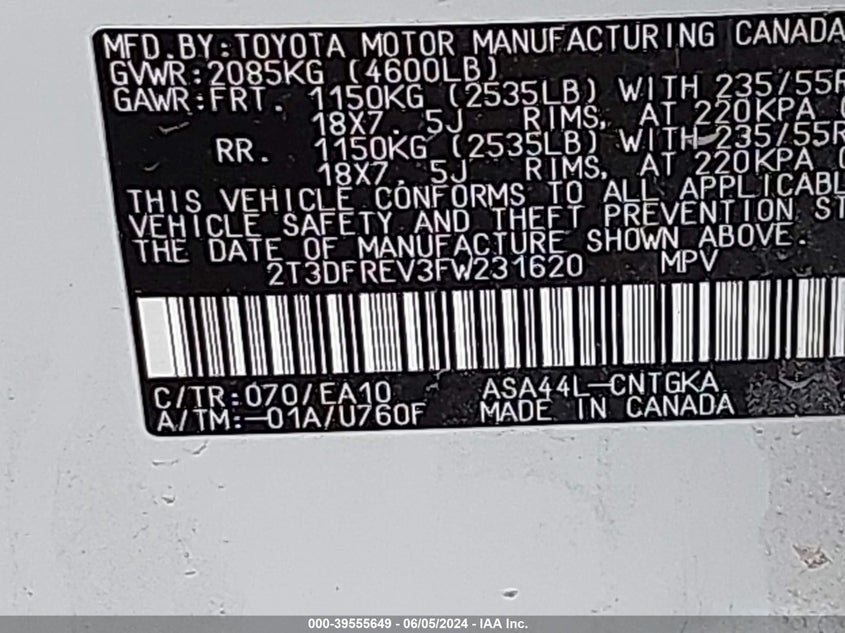 MFD.BY:TOYOTA MOTOR MANUFACTURING CANADA
GVWR:2085KG (4600LB)
GAWR:FRT. 1150KG (2535LB) WITH 235/55R
18X7. 5J RIMS, AT 220KPA
RR. 1150KG (2535LB) WITH 235/55R
18X7. 5J RIMS, AT 220KPA
THIS VEHICLE CONFORMS TO ALL APPLICABL
VEHICLE SAFETY AND THEFT PREVENTION ST
THE DATE OF MANUFACTURE SHOWN ABOVE.
2T3DFREV3FW231620 MPV
C/TR:070/EA10 ASA44L-CNTGKA
A/TM:-01A/U760F MADE IN CANADA
000-39555649 - 06/05/2024 - IAA Inc.